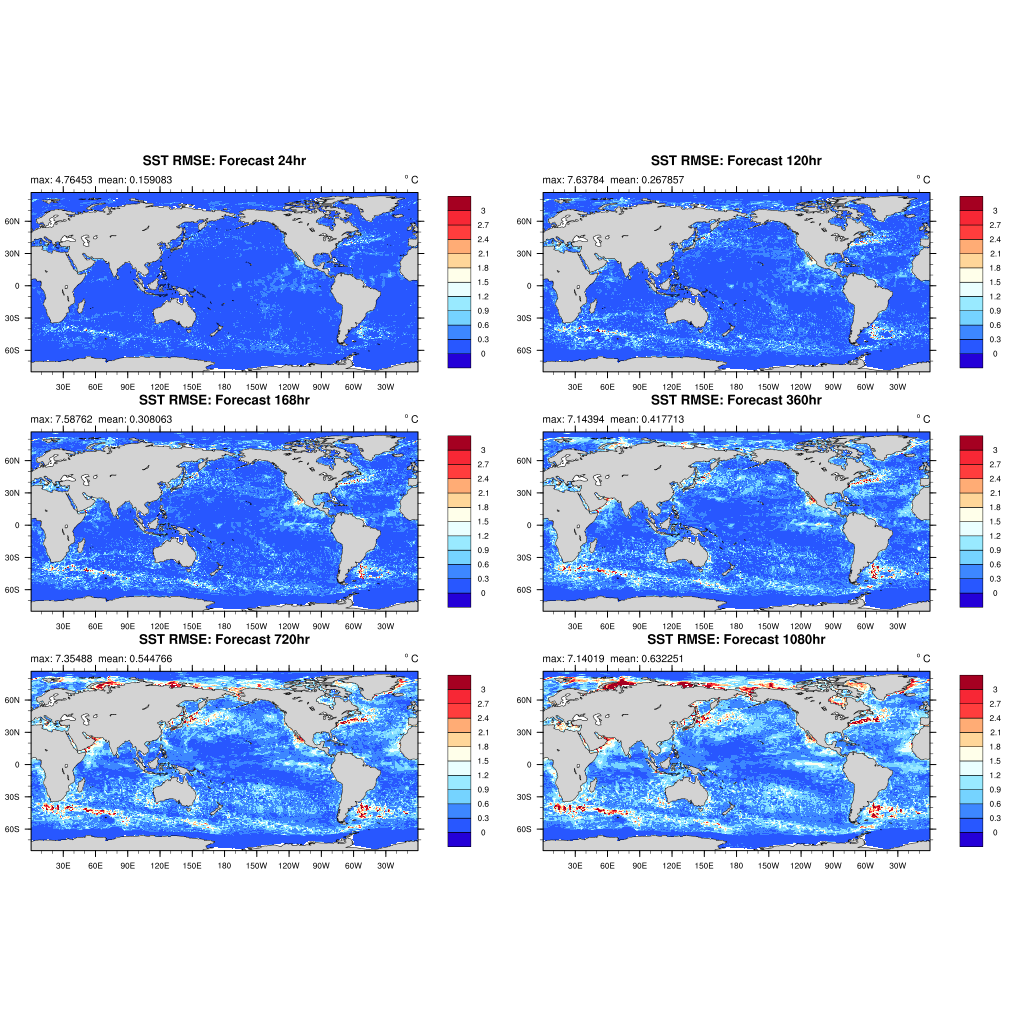 SST RMSE: Forecast 24hr
max: 4.76453 mean: 0.159083 ° C
60N
30N
0
30S
60S
30E 60E 90E 120E 150E 180 150W 120W 90W 60W 30W
3
2.7
2.4
2.1
1.8
1.5
1.2
0.9
0.6
0.3
0
SST RMSE: Forecast 120hr
max: 7.63784 mean: 0.267857 ° C
60N
30N
0
30S
60S
30E 60E 90E 120E 150E 180 150W 120W 90W 60W 30W
3
2.7
2.4
2.1
1.8
1.5
1.2
0.9
0.6
0.3
0
SST RMSE: Forecast 168hr
max: 7.58762 mean: 0.308063 ° C
60N
30N
0
30S
60S
30E 60E 90E 120E 150E 180 150W 120W 90W 60W 30W
3
2.7
2.4
2.1
1.8
1.5
1.2
0.9
0.6
0.3
0
SST RMSE: Forecast 360hr
max: 7.14394 mean: 0.417713 ° C
60N
30N
0
30S
60S
30E 60E 90E 120E 150E 180 150W 120W 90W 60W 30W
3
2.7
2.4
2.1
1.8
1.5
1.2
0.9
0.6
0.3
0
SST RMSE: Forecast 720hr
max: 7.35488 mean: 0.544766 ° C
60N
30N
0
30S
60S
30E 60E 90E 120E 150E 180 150W 120W 90W 60W 30W
3
2.7
2.4
2.1
1.8
1.5
1.2
0.9
0.6
0.3
0
SST RMSE: Forecast 1080hr
max: 7.14019 mean: 0.632251 ° C
60N
30N
0
30S
60S
30E 60E 90E 120E 150E 180 150W 120W 90W 60W 30W
3
2.7
2.4
2.1
1.8
1.5
1.2
0.9
0.6
0.3
0